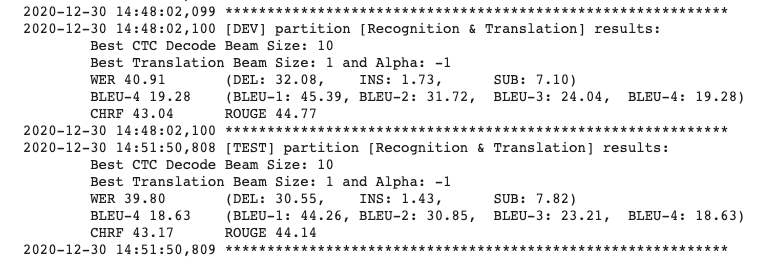 2020-12-30 14:48:02,099 ************************************************************
2020-12-30 14:48:02,100 [DEV] partition [Recognition & Translation] results:
Best CTC Decode Beam Size: 10
Best Translation Beam Size: 1 and Alpha: -1
WER 40.91 (DEL: 32.08, INS: 1.73, SUB: 7.10)
BLEU-4 19.28 (BLEU-1: 45.39, BLEU-2: 31.72, BLEU-3: 24.04, BLEU-4: 19.28)
CHRF 43.04 ROUGE 44.77
2020-12-30 14:48:02,100 ************************************************************
2020-12-30 14:51:50,808 [TEST] partition [Recognition & Translation] results:
Best CTC Decode Beam Size: 10
Best Translation Beam Size: 1 and Alpha: -1
WER 39.80 (DEL: 30.55, INS: 1.43, SUB: 7.82)
BLEU-4 18.63 (BLEU-1: 44.26, BLEU-2: 30.85, BLEU-3: 23.21, BLEU-4: 18.63)
CHRF 43.17 ROUGE 44.14
2020-12-30 14:51:50,809 ************************************************************